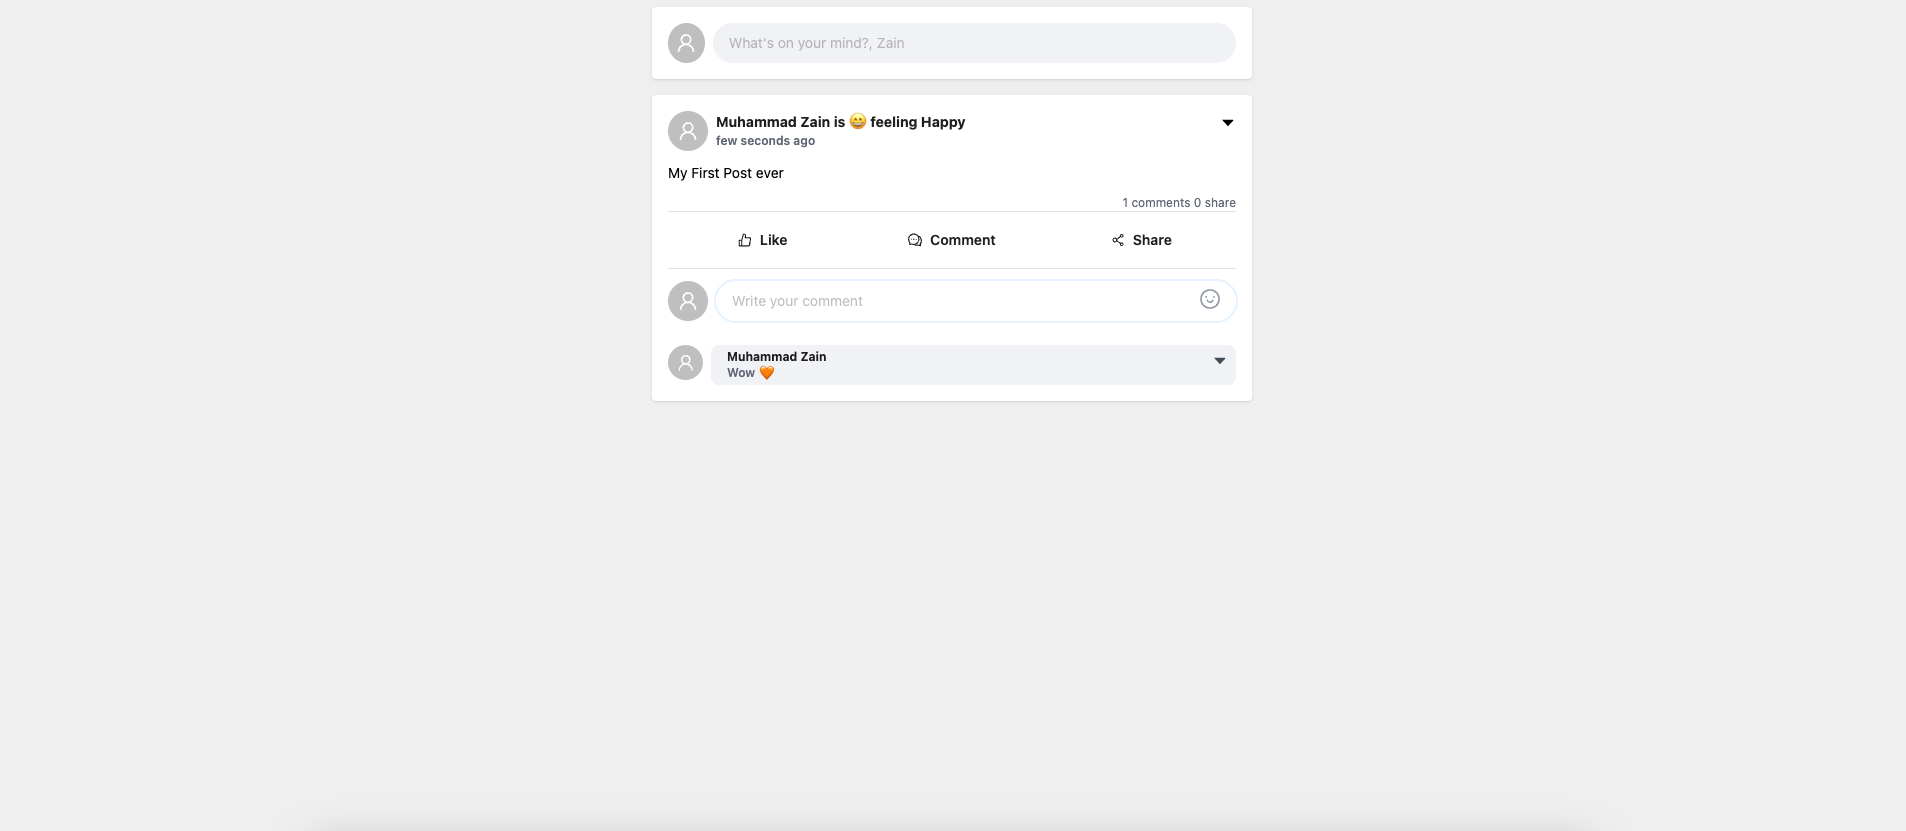 What's on your mind?, Zain
Muhammad Zain is 😄 feeling Happy
few seconds ago
My First Post ever
1 comments 0 share
Like Comment Share
Write your comment
Muhammad Zain
Wow 🧡